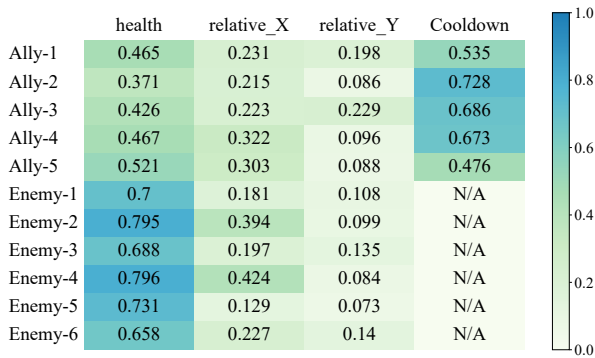 health relative_X relative_Y Cooldown
Ally-1 0.465 0.231 0.198 0.535
Ally-2 0.371 0.215 0.086 0.728
Ally-3 0.426 0.223 0.229 0.686
Ally-4 0.467 0.322 0.096 0.673
Ally-5 0.521 0.303 0.088 0.476
Enemy-1 0.7 0.181 0.108 N/A
Enemy-2 0.795 0.394 0.099 N/A
Enemy-3 0.688 0.197 0.135 N/A
Enemy-4 0.796 0.424 0.084 N/A
Enemy-5 0.731 0.129 0.073 N/A
Enemy-6 0.658 0.227 0.14 N/A
1.0
0.8
0.6
0.4
0.2
0.0